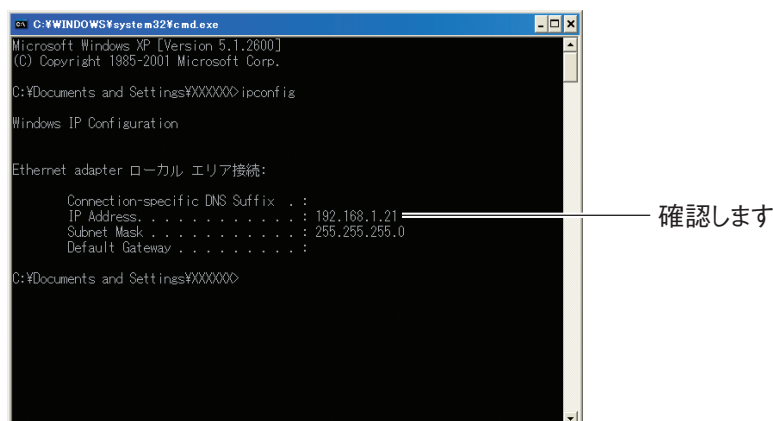 C:¥WINDOWS¥system32¥cmd.exe
Microsoft Windows XP [Version 5.1.2600]
(C) Copyright 1985-2001 Microsoft Corp.
C:¥Documents and Settings¥XXXXXX>ipconfig
Windows IP Configuration
Ethernet adapter ローカル エリア接続:
Connection-specific DNS Suffix . :
IP Address. . . . . . . . . . . . : 192.168.1.21
確認します
Subnet Mask . . . . . . . . . . . : 255.255.255.0
Default Gateway . . . . . . . . . :
C:¥Documents and Settings¥XXXXXX>